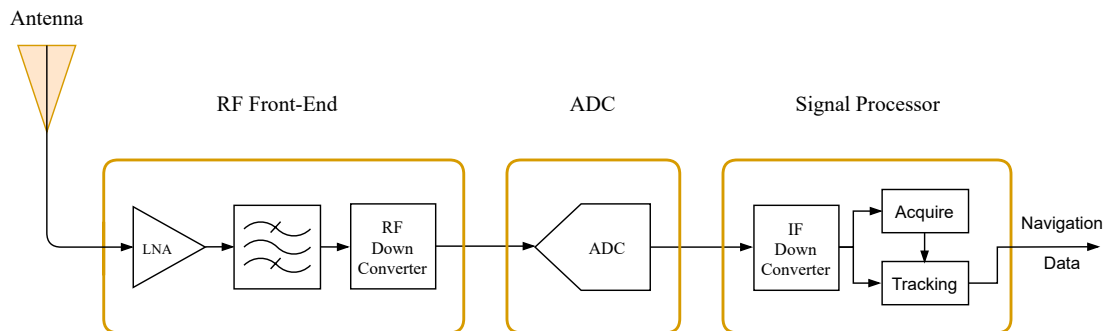 Antenna
RF Front-End
ADC
Signal Processor
LNA
RF
Down
Converter
ADC
IF
Down
Converter
Acquire
Tracking
Navigation
Data